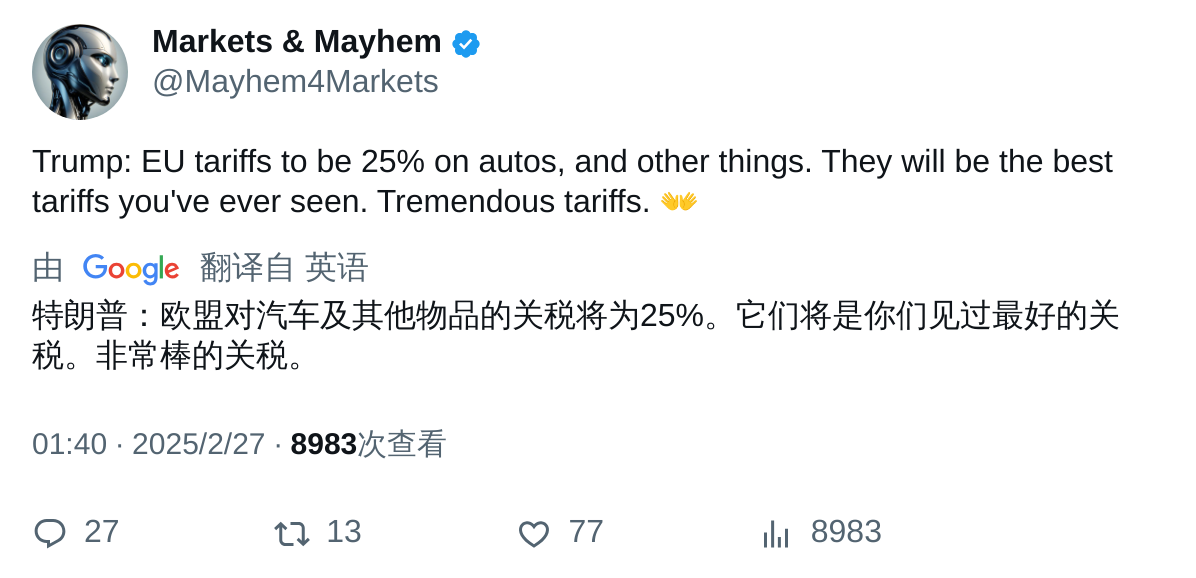 Markets & Mayhem
@Mayhem4Markets
Trump: EU tariffs to be 25% on autos, and other things. They will be the best
tariffs you've ever seen. Tremendous tariffs. 👐
由 Google 翻译自 英语
特朗普：欧盟对汽车及其他物品的关税将为25%。它们将是你们见过最好的关
税。非常棒的关税。
01:40 · 2025/2/27 · 8983次查看
27 13 77 8983